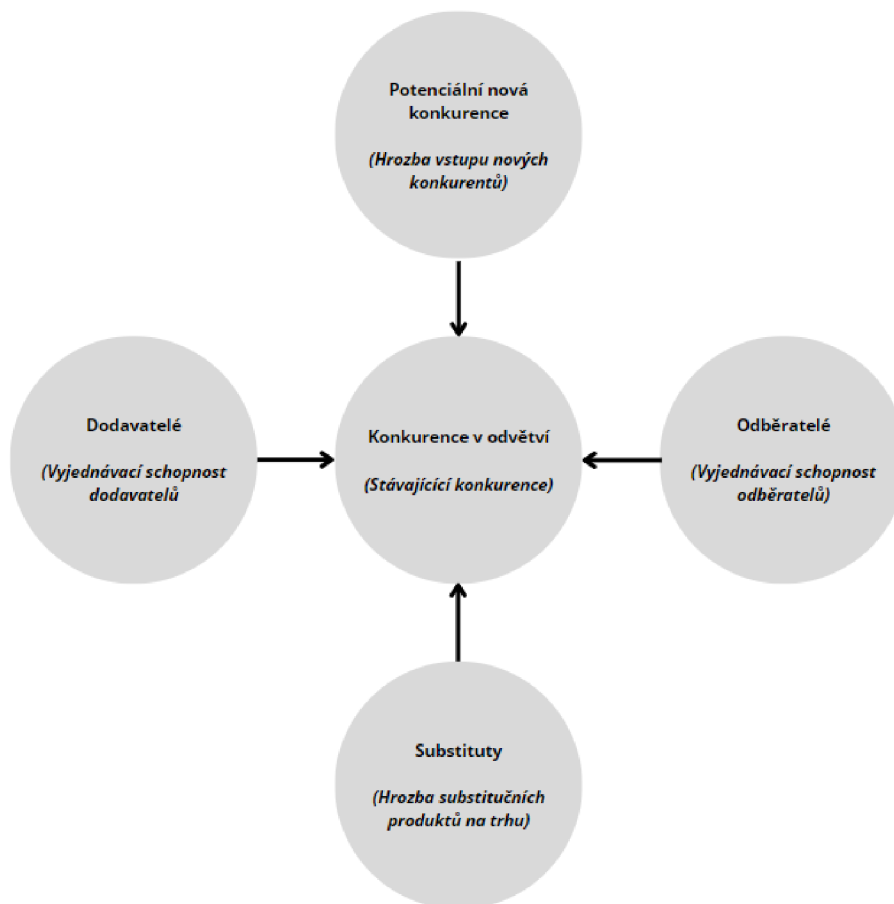 Potenciální nová
konkurence
(Hrozba vstupu nových
konkurentů)
Dodavatelé
(Vyjednávací schopnost
dodavatelů
Konkurence v odvětví
(Stávajícící konkurence)
Odběratelé
(Vyjednávací schopnost
odběratelů)
Substituty
(Hrozba substitučních
produktů na trhu)